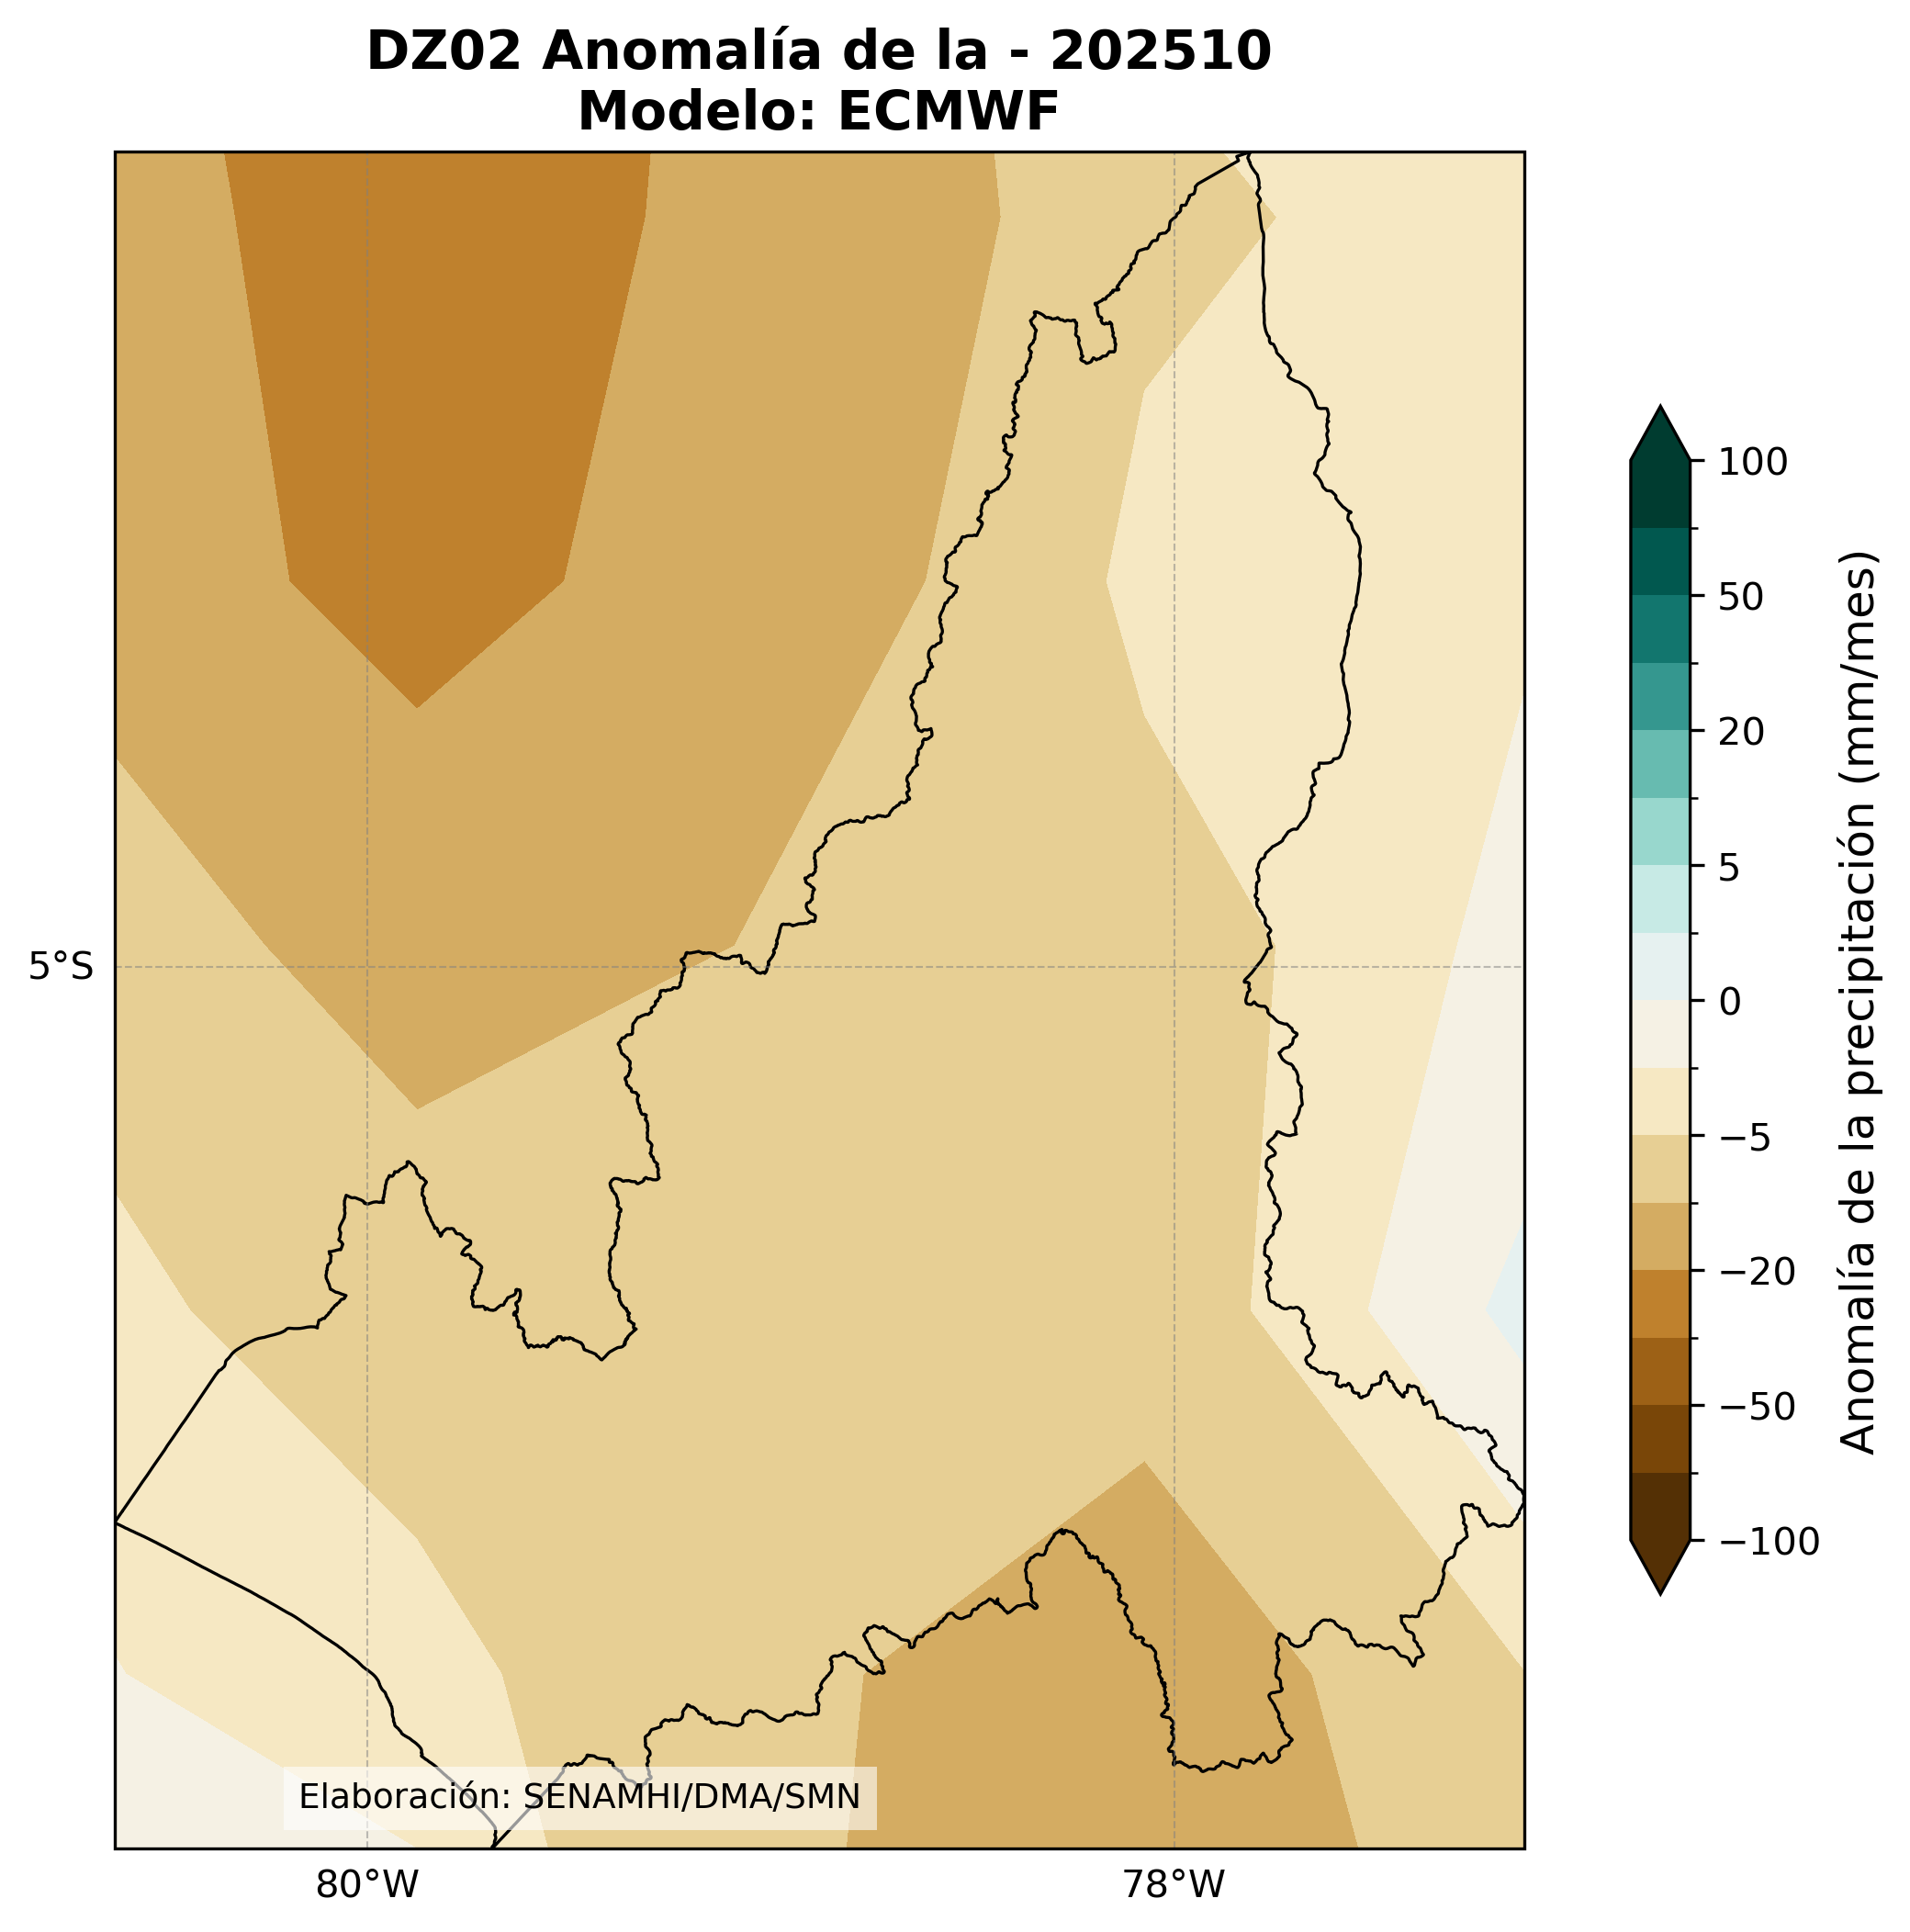 DZ02 Anomalía de la - 202510
Modelo: ECMWF
100
50
20
5
0
−5
−20
−50
−100
Anomalía de la precipitación (mm/mes)
5°S
Elaboración: SENAMHI/DMA/SMN
80°W
78°W